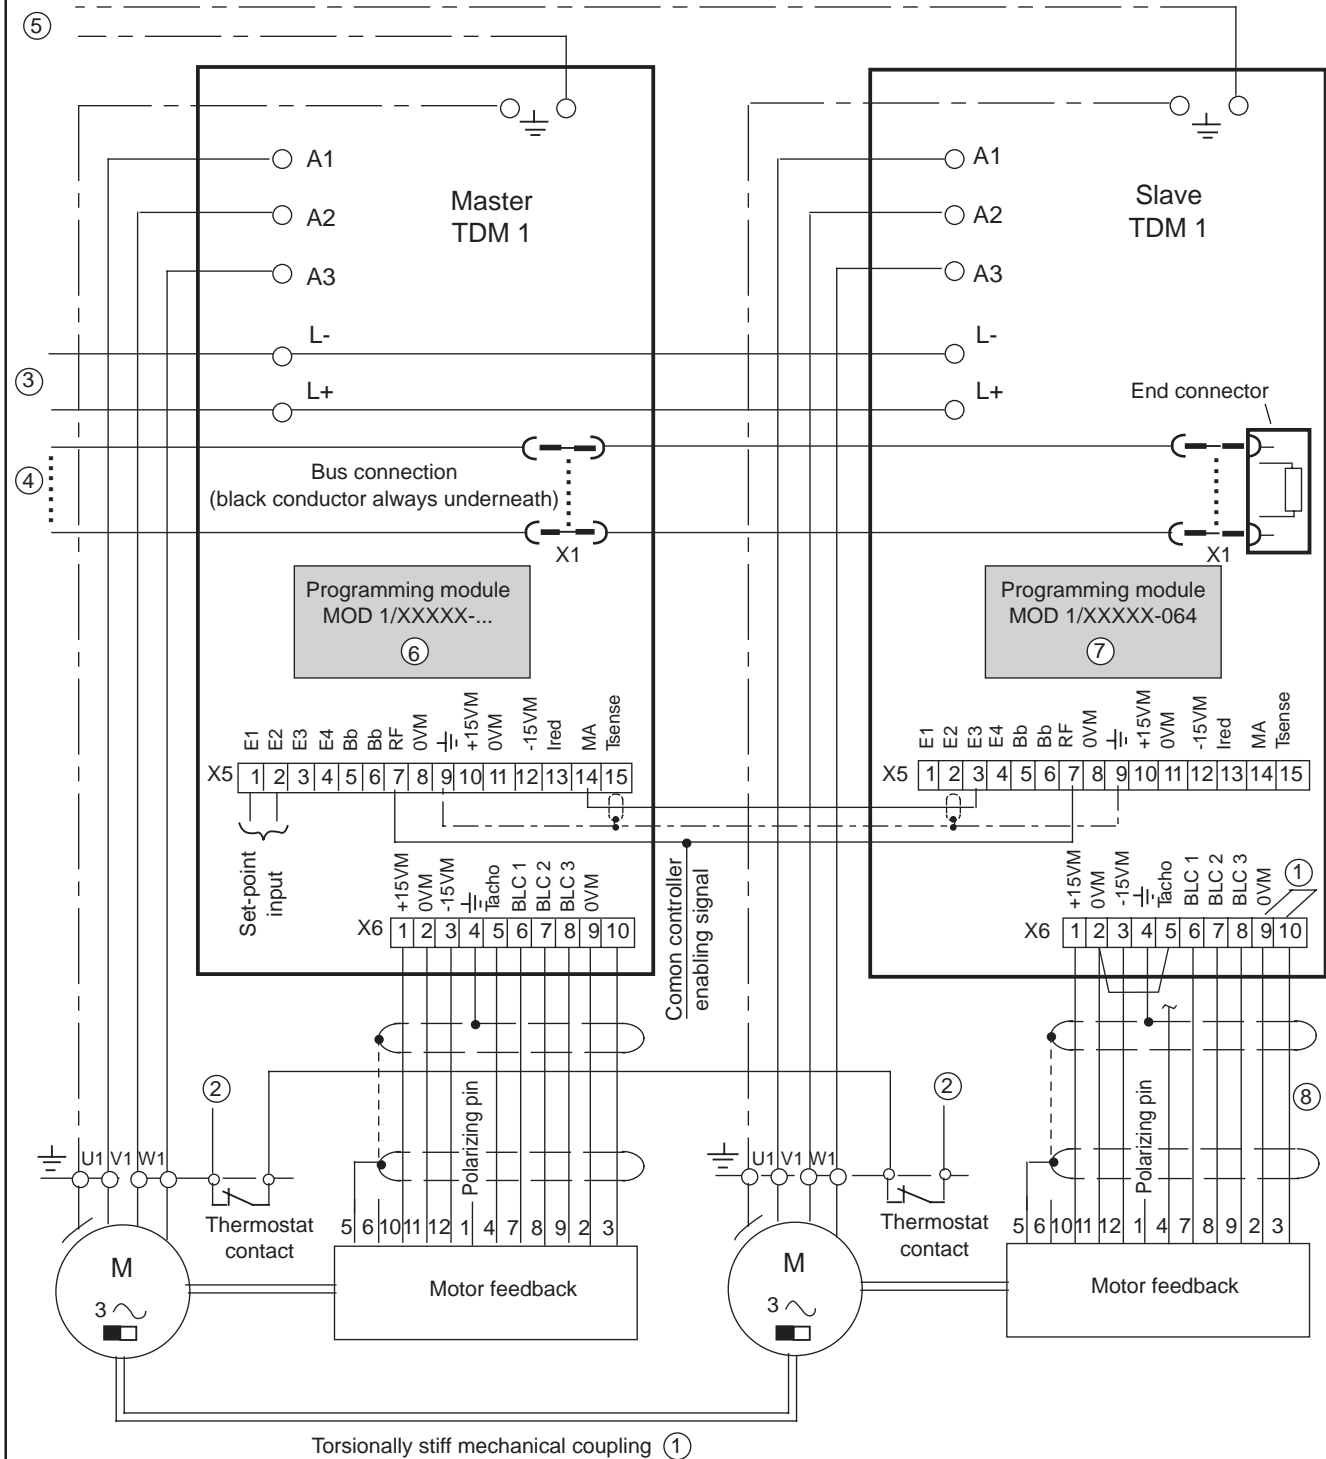 5
A1
A2
A3
Master
TDM 1
A1
A2
A3
Slave
TDM 1
L-
L-
3
L+
L+
End connector
4
Bus connection
(black conductor always underneath)
X1
X1
Programming module
MOD 1/XXXXX-...
6
Programming module
MOD 1/XXXXX-064
7
E1 E2 E3 E4 Bb Bb RF 0VM +15VM 0VM -15VM Ired MA Tsense
X5 1 2 3 4 5 6 7 8 9 10 11 12 13 14 15
E1 E2 E3 E4 Bb Bb RF 0VM +15VM 0VM -15VM Ired MA Tsense
X5 1 2 3 4 5 6 7 8 9 10 11 12 13 14 15
Set-point
input
+15VM 0VM -15VM Tacho BLC 1 BLC 2 BLC 3 0VM
X6 1 2 3 4 5 6 7 8 9 10
Comon controller
enabling signal
+15VM 0VM -15VM Tacho BLC 1 BLC 2 BLC 3 0VM
1
X6 1 2 3 4 5 6 7 8 9 10
2
Polarizing pin
2
Polarizing pin
8
U1 V1 W1
U1 V1 W1
Thermostat
contact
5 6 10 11 12 1 4 7 8 9 2 3
Thermostat
contact
5 6 10 11 12 1 4 7 8 9 2 3
M
3
Motor feedback
M
3
Motor feedback
Torsionally stiff mechanical coupling 1